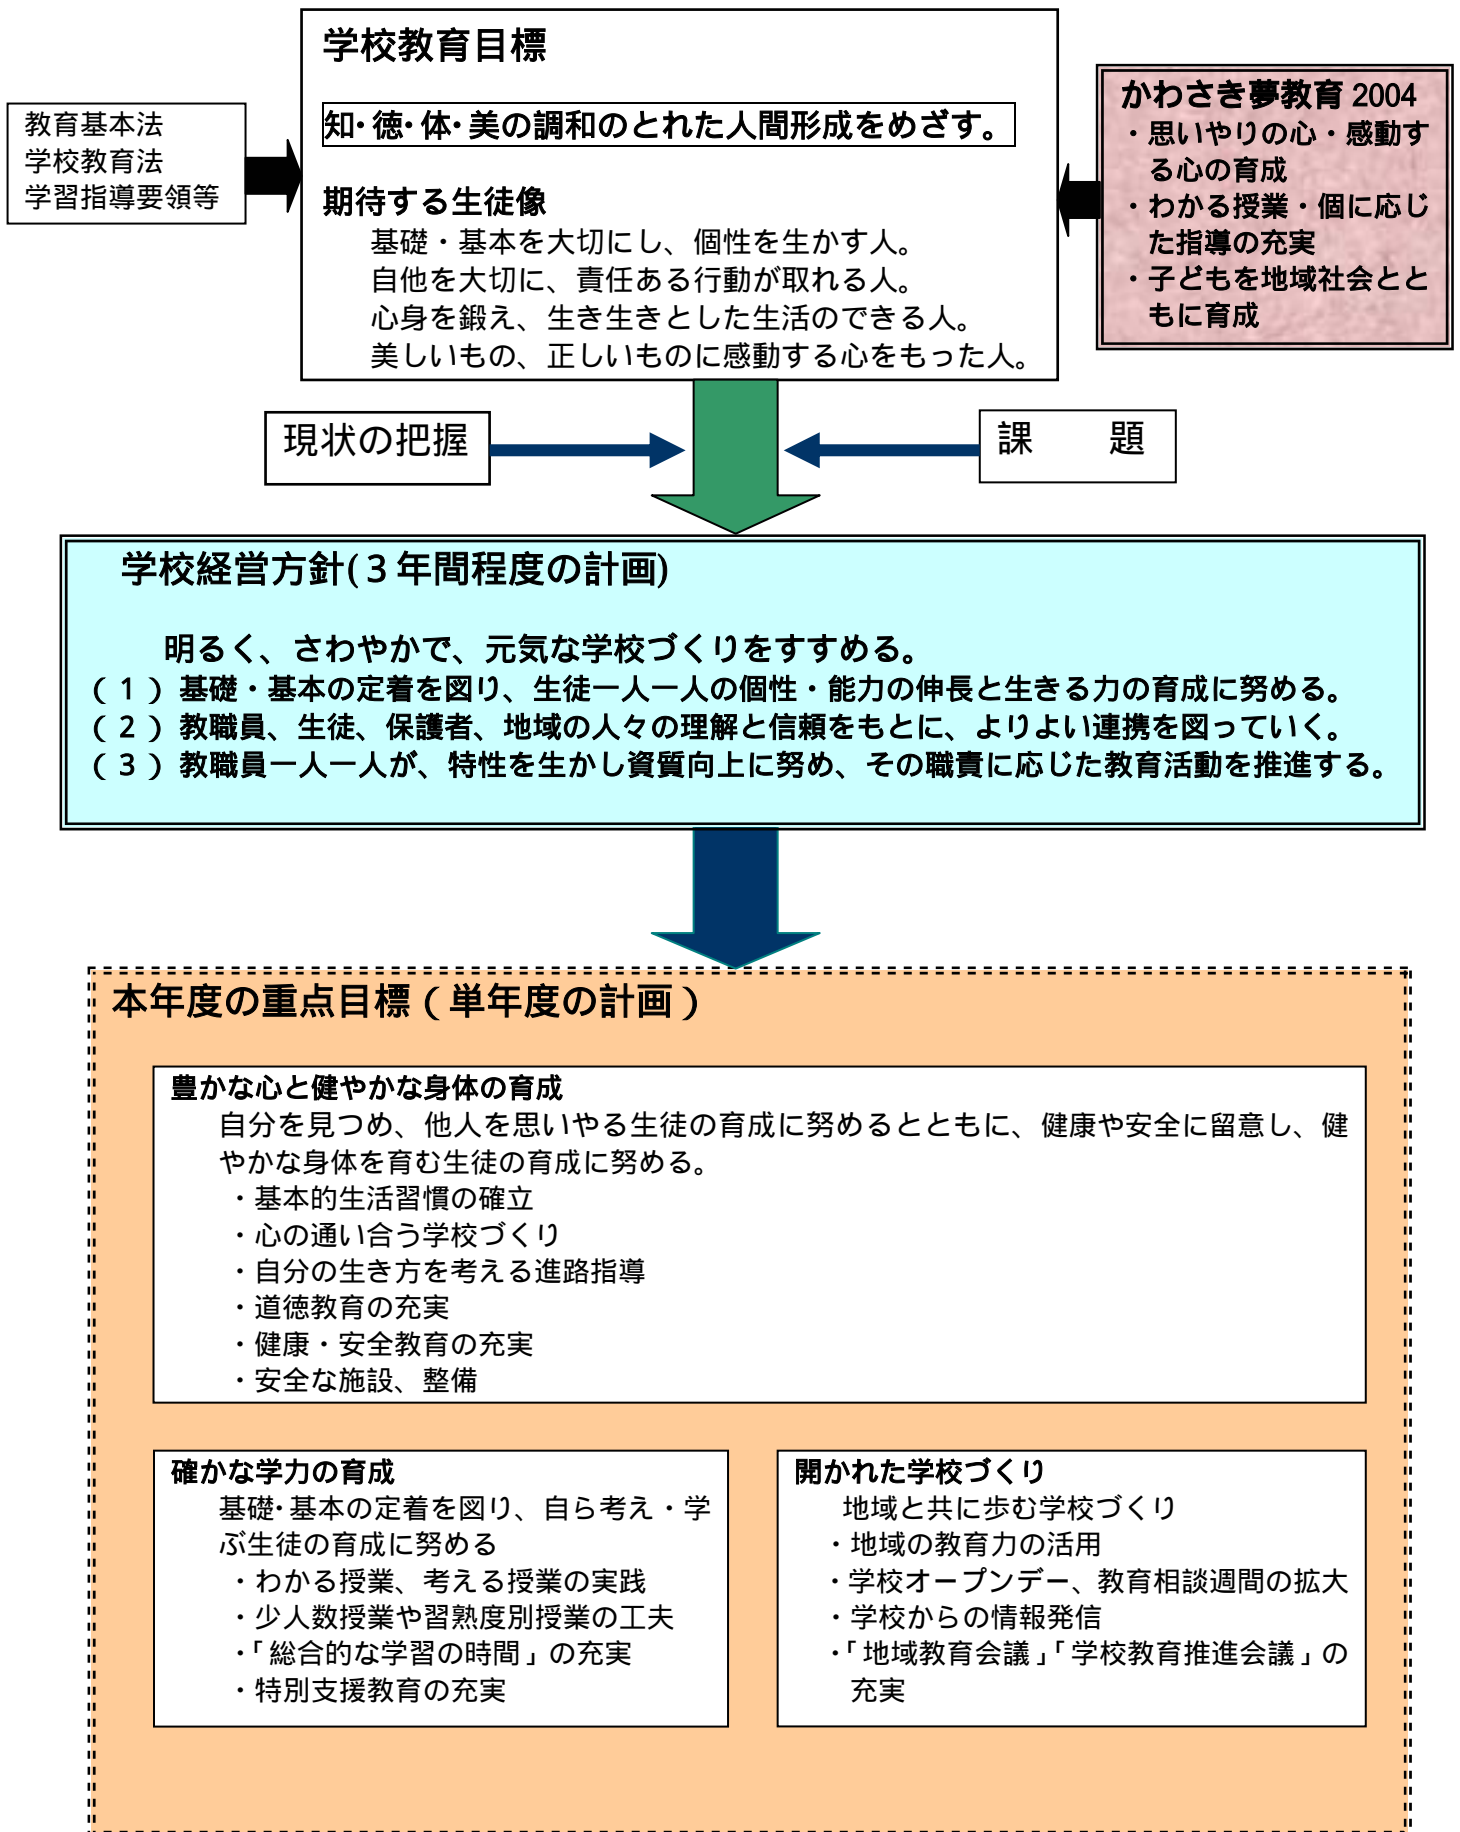 学校教育目標
知・徳・体・美の調和のとれた人間形成をめざす。
期待する生徒像
基礎・基本を大切にし、個性を生かす人。
自他を大切に、責任ある行動が取れる人。
心身を鍛え、生き生きとした生活のできる人。
美しいもの、正しいものに感動する心をもった人。
教育基本法
学校教育法
学習指導要領等
かわさき夢教育 2004
・思いやりの心・感動す
る心の育成
・わかる授業・個に応じ
た指導の充実
・子どもを地域社会とと
もに育成
現状の把握
課　　題
学校経営方針(３年間程度の計画)
明るく、さわやかで、元気な学校づくりをすすめる。
（１）基礎・基本の定着を図り、生徒一人一人の個性・能力の伸長と生きる力の育成に努める。
（２）教職員、生徒、保護者、地域の人々の理解と信頼をもとに、よりよい連携を図っていく。
（３）教職員一人一人が、特性を生かし資質向上に努め、その職責に応じた教育活動を推進する。
本年度の重点目標（単年度の計画）
豊かな心と健やかな身体の育成
自分を見つめ、他人を思いやる生徒の育成に努めるとともに、健康や安全に留意し、健
やかな身体を育む生徒の育成に努める。
・基本的生活習慣の確立
・心の通い合う学校づくり
・自分の生き方を考える進路指導
・道徳教育の充実
・健康・安全教育の充実
・安全な施設、整備
確かな学力の育成
基礎・基本の定着を図り、自ら考え・学
ぶ生徒の育成に努める
・わかる授業、考える授業の実践
・少人数授業や習熟度別授業の工夫
・「総合的な学習の時間」の充実
・特別支援教育の充実
開かれた学校づくり
地域と共に歩む学校づくり
・地域の教育力の活用
・学校オープンデー、教育相談週間の拡大
・学校からの情報発信
・「地域教育会議」「学校教育推進会議」の
充実